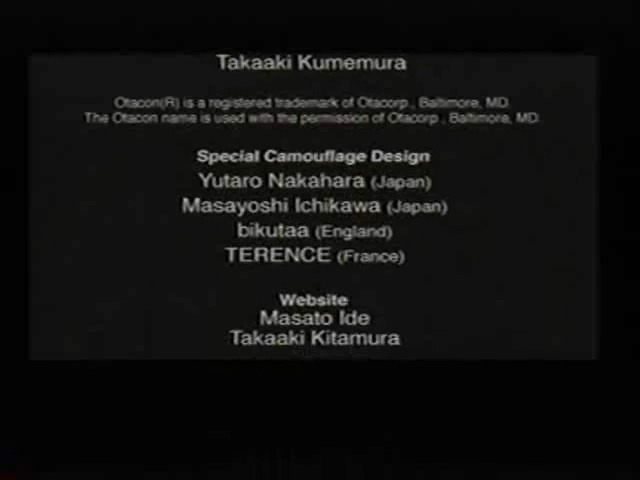 Takaaki Kumemura
Otacon(R) is a registered trademark of Otacorp., Baltimore, MD.
The Otacon name is used with the permission of Otacorp., Baltimore, MD.
Special Camouflage Design
Yutaro Nakahara (Japan)
Masayoshi Ichikawa (Japan)
bikutaa (England)
TERENCE (France)
Website
Masato Ide
Takaaki Kitamura